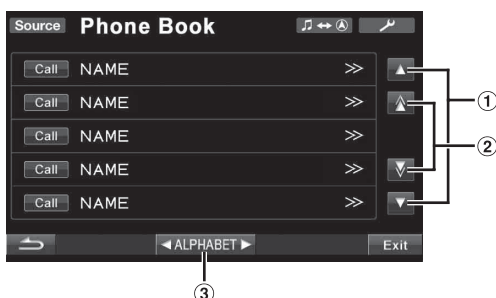 Source Phone Book
Call NAME >>
Call NAME >>
Call NAME >>
Call NAME >>
Call NAME >>
◄ ALPHABET ► Exit
①
②
③